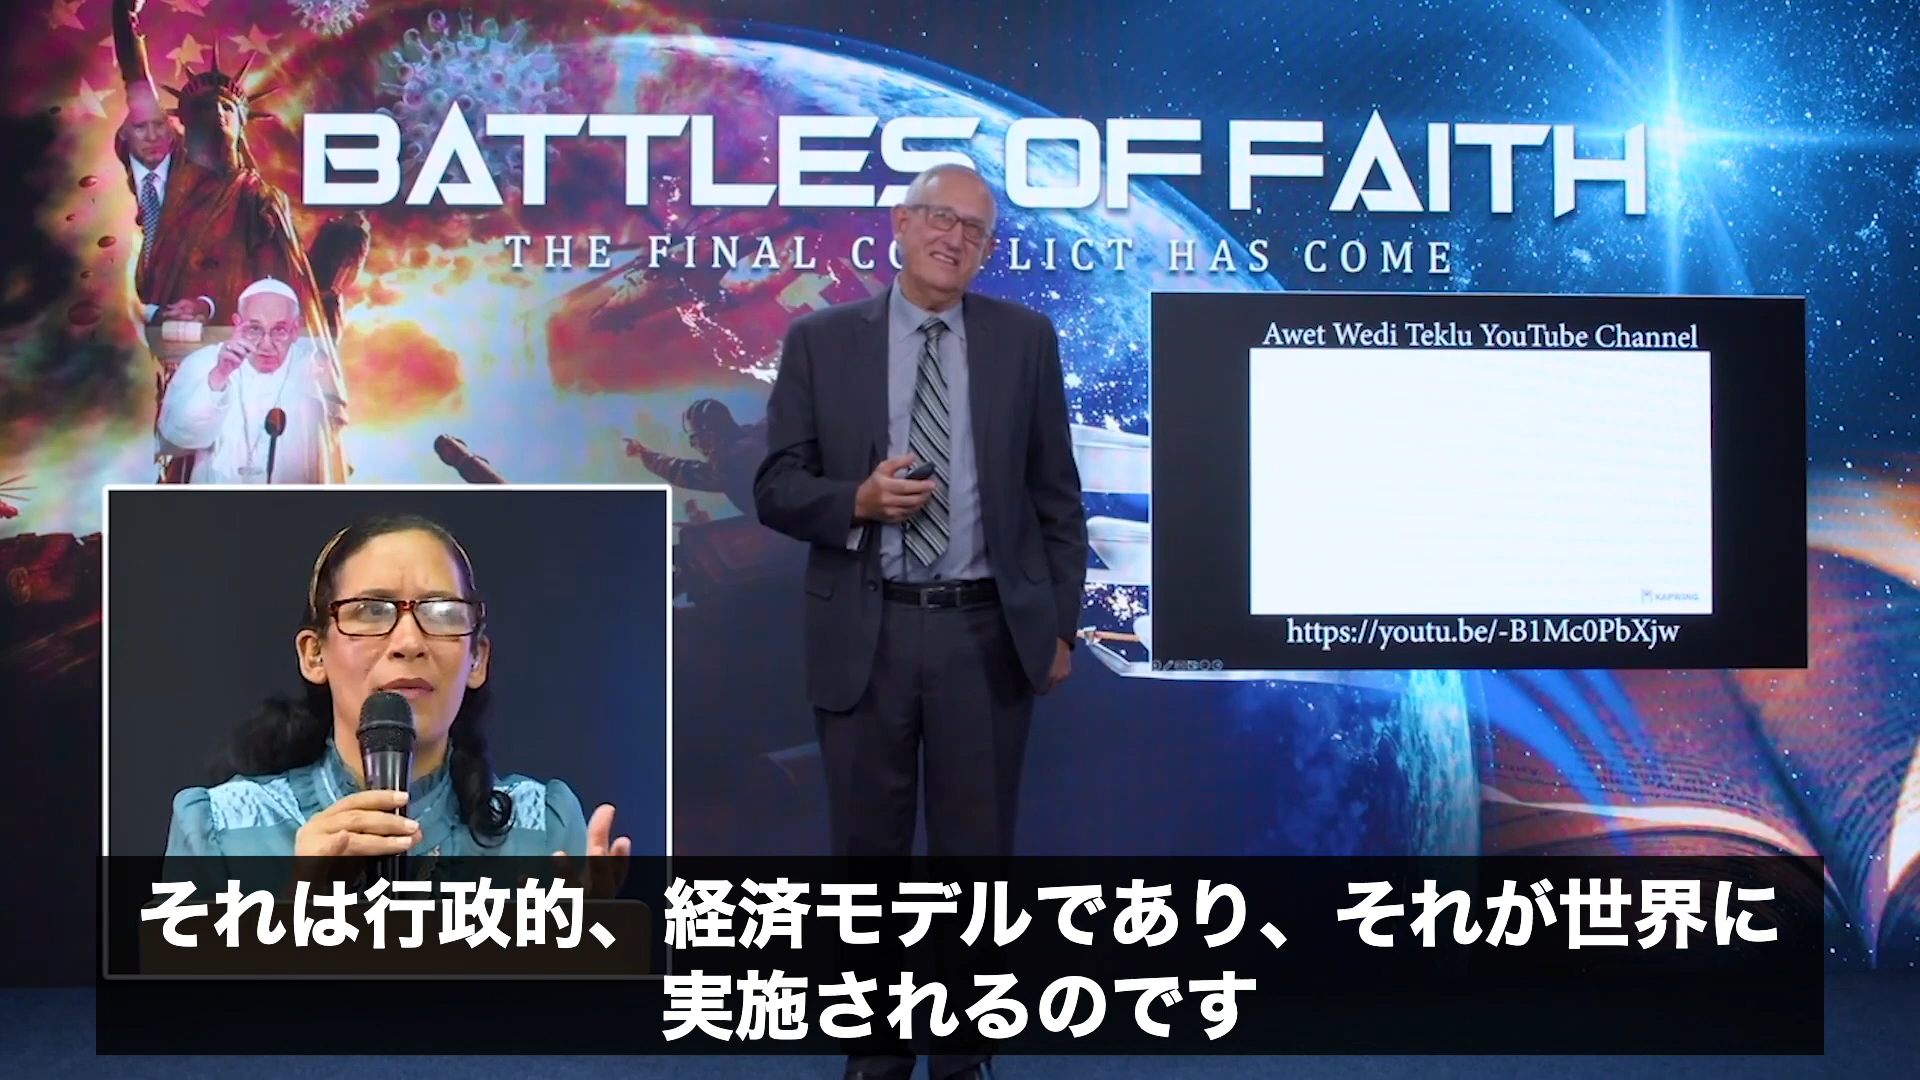 BATTLES OF FAITH
THE FINAL CONFLICT HAS COME
Awet Wedi Teklu YouTube Channel
KAPWING
https://youtu.be/-B1Mc0PbXjw
それは行政的、経済モデルであり、それが世界に
実施されるのです